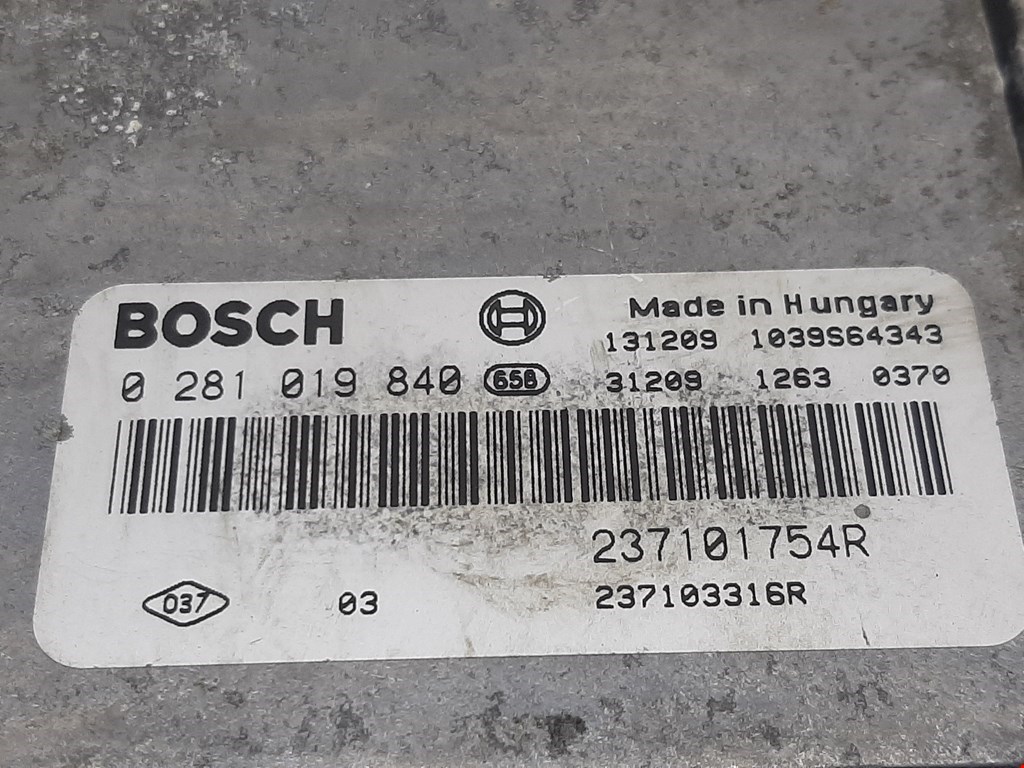 BOSCH
Made in Hungary
131209 1039S64343
0 281 019 840 658 31209 1263 0370
237101754R
037 03 237103316R